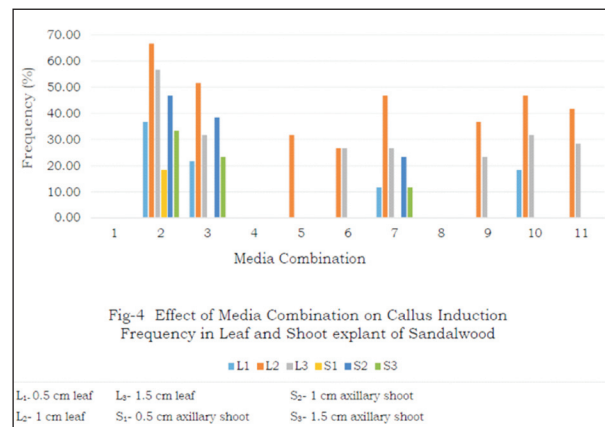 70.00
60.00
50.00
40.00
30.00
20.00
10.00
0.00
Frequency (%)
1 2 3 4 5 6 7 8 9 10 11
Media Combination
Fig-4 Effect of Media Combination on Callus Induction
Frequency in Leaf and Shoot explant of Sandalwood
L1 L2 L3 S1 S2 S3
L₁- 0.5 cm leaf L₃- 1.5 cm leaf S₂- 1 cm axillary shoot
L₂- 1 cm leaf S₁- 0.5 cm axillary shoot S₃- 1.5 cm axillary shoot